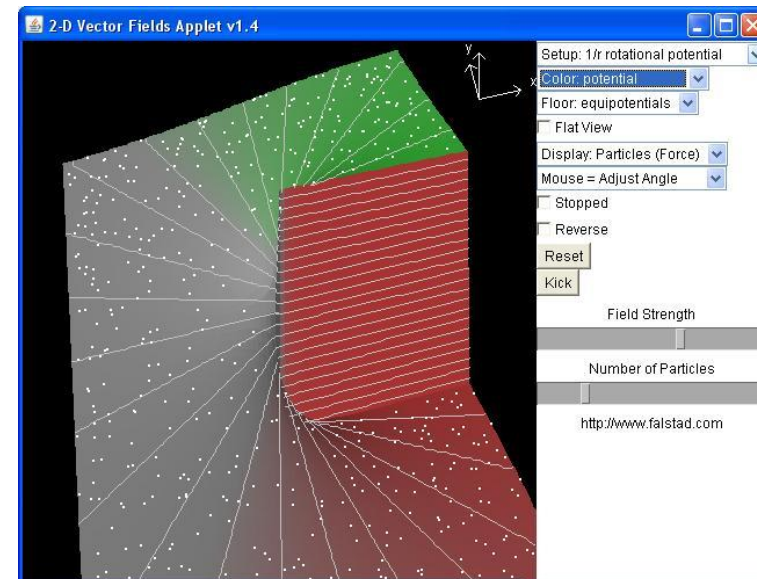 2-D Vector Fields Applet v1.4
y
x
Setup: 1/r rotational potential
Color: potential
Floor: equipotentials
Flat View
Display: Particles (Force)
Mouse = Adjust Angle
Stopped
Reverse
Reset
Kick
Field Strength
Number of Particles
http://www.falstad.com